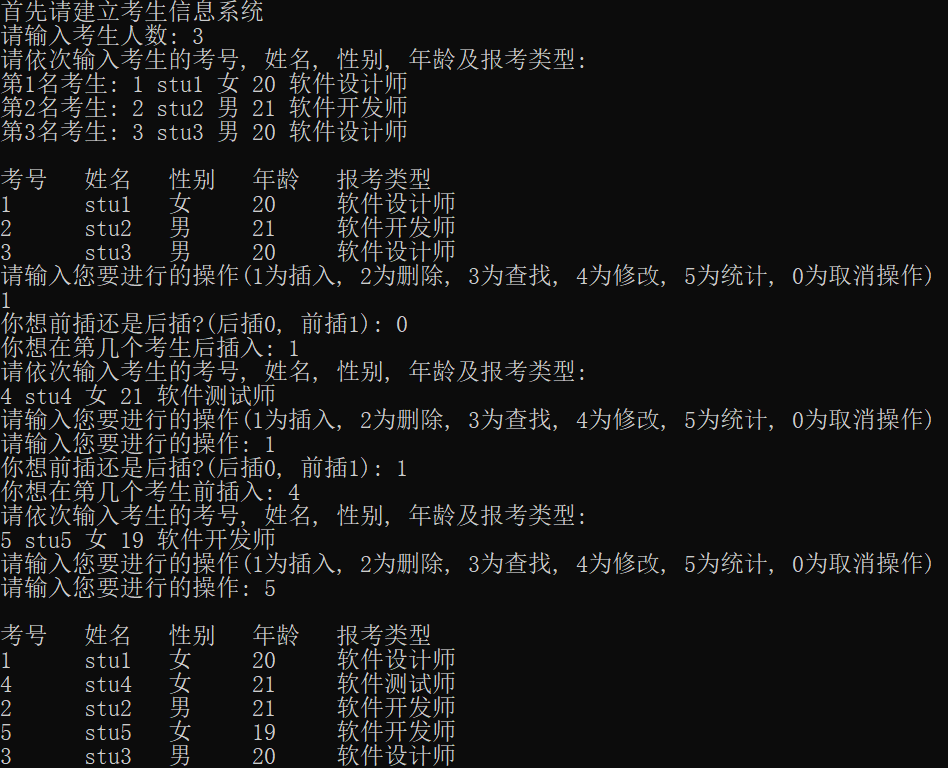 首先请建立考生信息系统
请输入考生人数: 3
请依次输入考生的考号, 姓名, 性别, 年龄及报考类型:
第1名考生: 1 stu1 女 20 软件设计师
第2名考生: 2 stu2 男 21 软件开发师
第3名考生: 3 stu3 男 20 软件设计师
考号 姓名 性别 年龄 报考类型
1 stu1 女 20 软件设计师
2 stu2 男 21 软件开发师
3 stu3 男 20 软件设计师
请输入您要进行的操作(1为插入, 2为删除, 3为查找, 4为修改, 5为统计, 0为取消操作)
1
你想前插还是后插?(后插0, 前插1): 0
你想在第几个考生后插入: 1
请依次输入考生的考号, 姓名, 性别, 年龄及报考类型:
4 stu4 女 21 软件测试师
请输入您要进行的操作(1为插入, 2为删除, 3为查找, 4为修改, 5为统计, 0为取消操作)
请输入您要进行的操作: 1
你想前插还是后插?(后插0, 前插1): 1
你想在第几个考生前插入: 4
请依次输入考生的考号, 姓名, 性别, 年龄及报考类型:
5 stu5 女 19 软件开发师
请输入您要进行的操作(1为插入, 2为删除, 3为查找, 4为修改, 5为统计, 0为取消操作)
请输入您要进行的操作: 5
考号 姓名 性别 年龄 报考类型
1 stu1 女 20 软件设计师
4 stu4 女 21 软件测试师
2 stu2 男 21 软件开发师
5 stu5 女 19 软件开发师
3 stu3 男 20 软件设计师